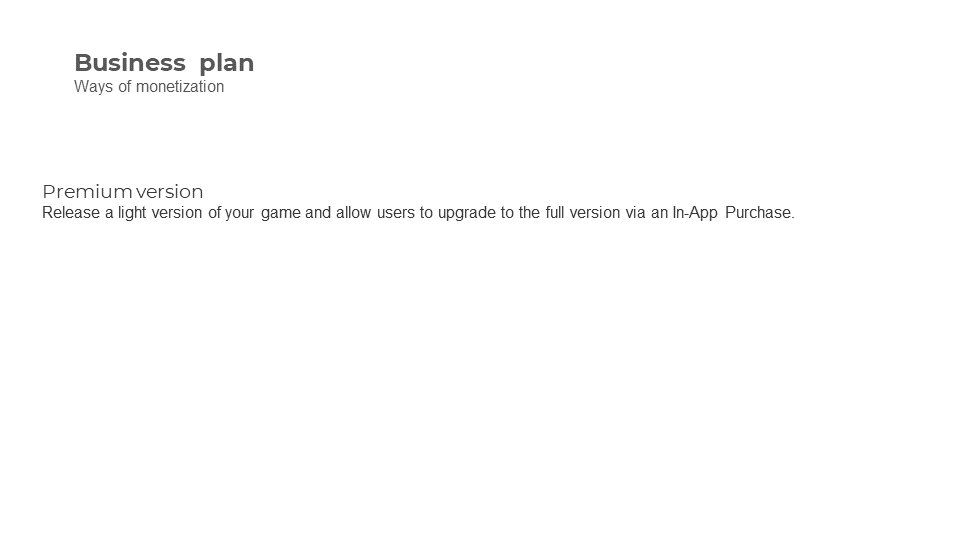 Business plan
Ways of monetization
Premium version
Release a light version of your game and allow users to upgrade to the full version via an In-App Purchase.